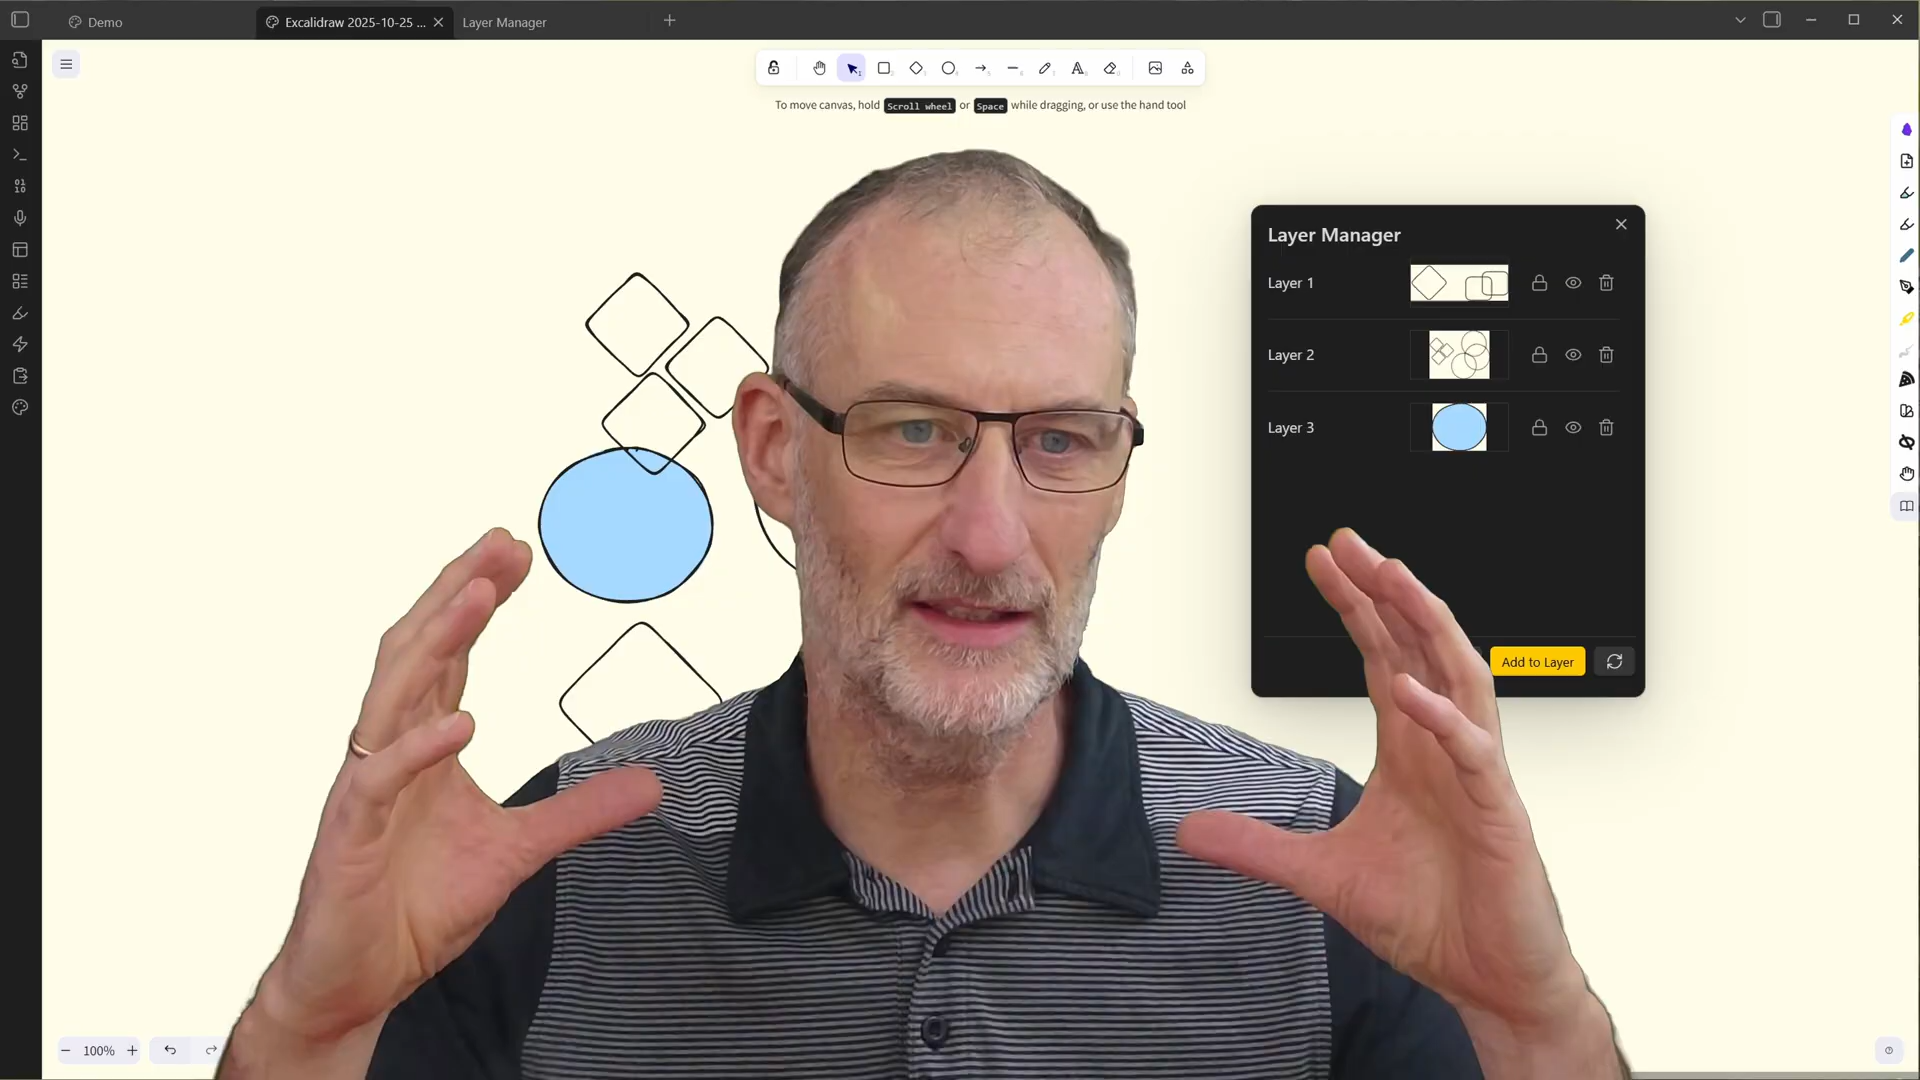 Demo
Excalidraw 2025-10-25 ...
Layer Manager
To move canvas, hold Scroll wheel or Space while dragging, or use the hand tool
Layer Manager
Layer 1
Layer 2
Layer 3
Add to Layer
100%